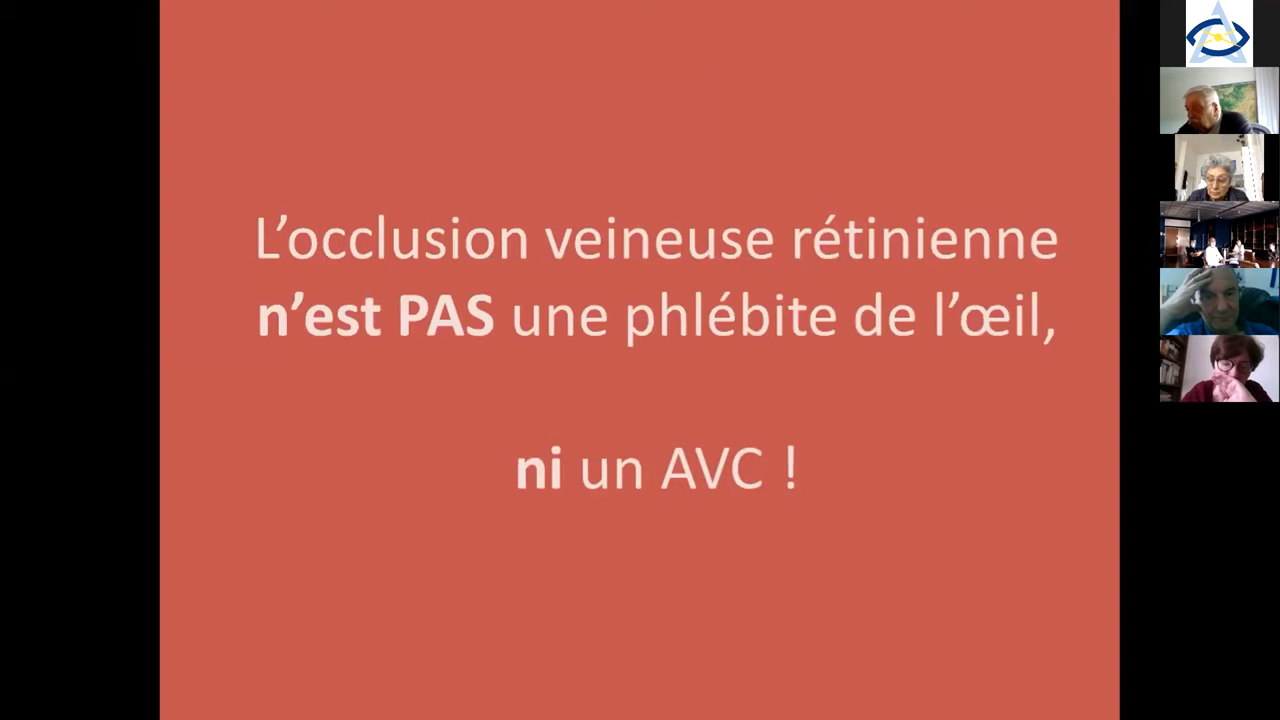 L’occlusion veineuse rétinienne
n’est PAS une phlébite de l’œil,
ni un AVC !